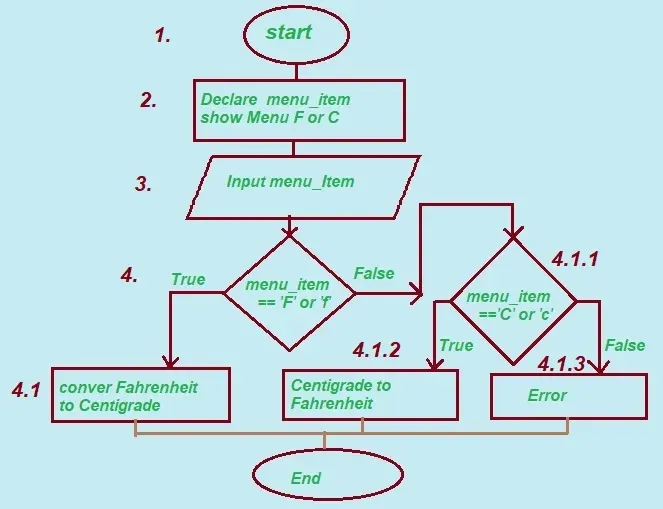 1.
start
2.
Declare menu_item
show Menu F or C
3.
Input menu_Item
4.
True
menu_item
== 'F' or 'f'
False
4.1.1
menu_item
=='C' or 'c'
True
False
4.1
conver Fahrenheit
to Centigrade
4.1.2
Centigrade to
Fahrenheit
4.1.3
Error
End